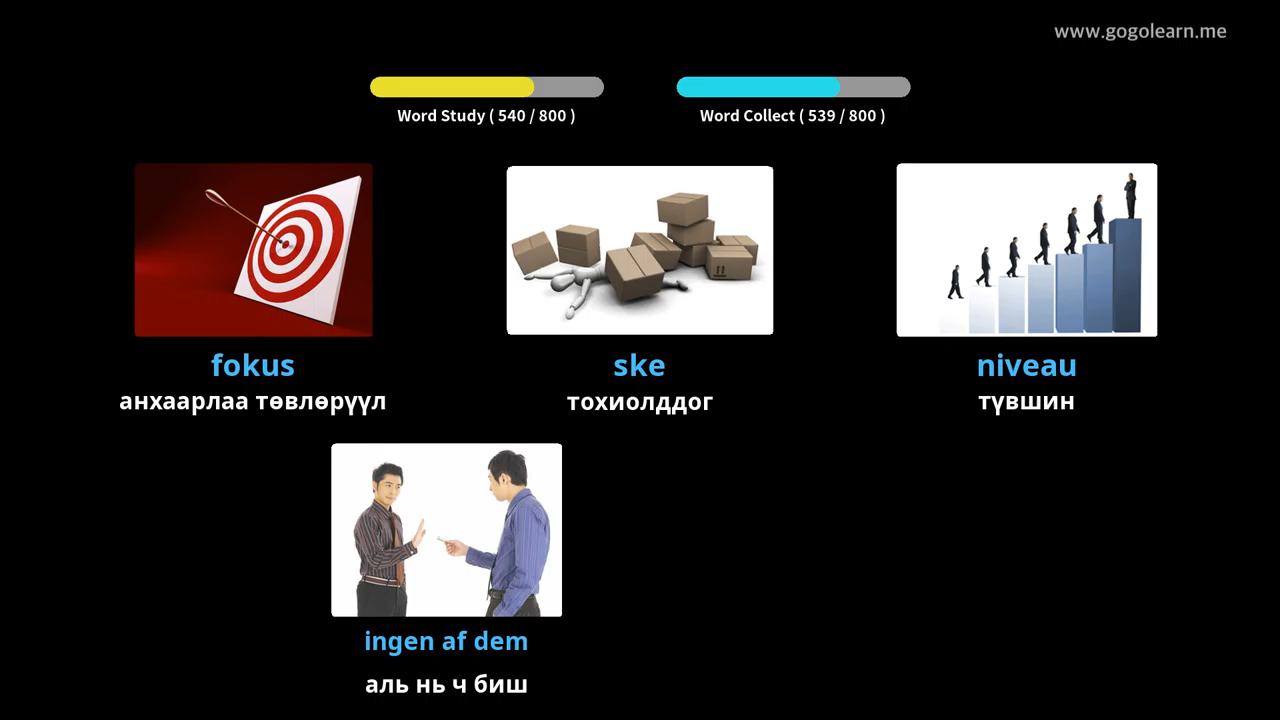 www.gogolearn.me
Word Study ( 540 / 800 )
Word Collect ( 539 / 800 )
fokus
анхаарлаа төвлөрүүл
ske
тохиолддог
niveau
түвшин
ingen af dem
аль нь ч биш